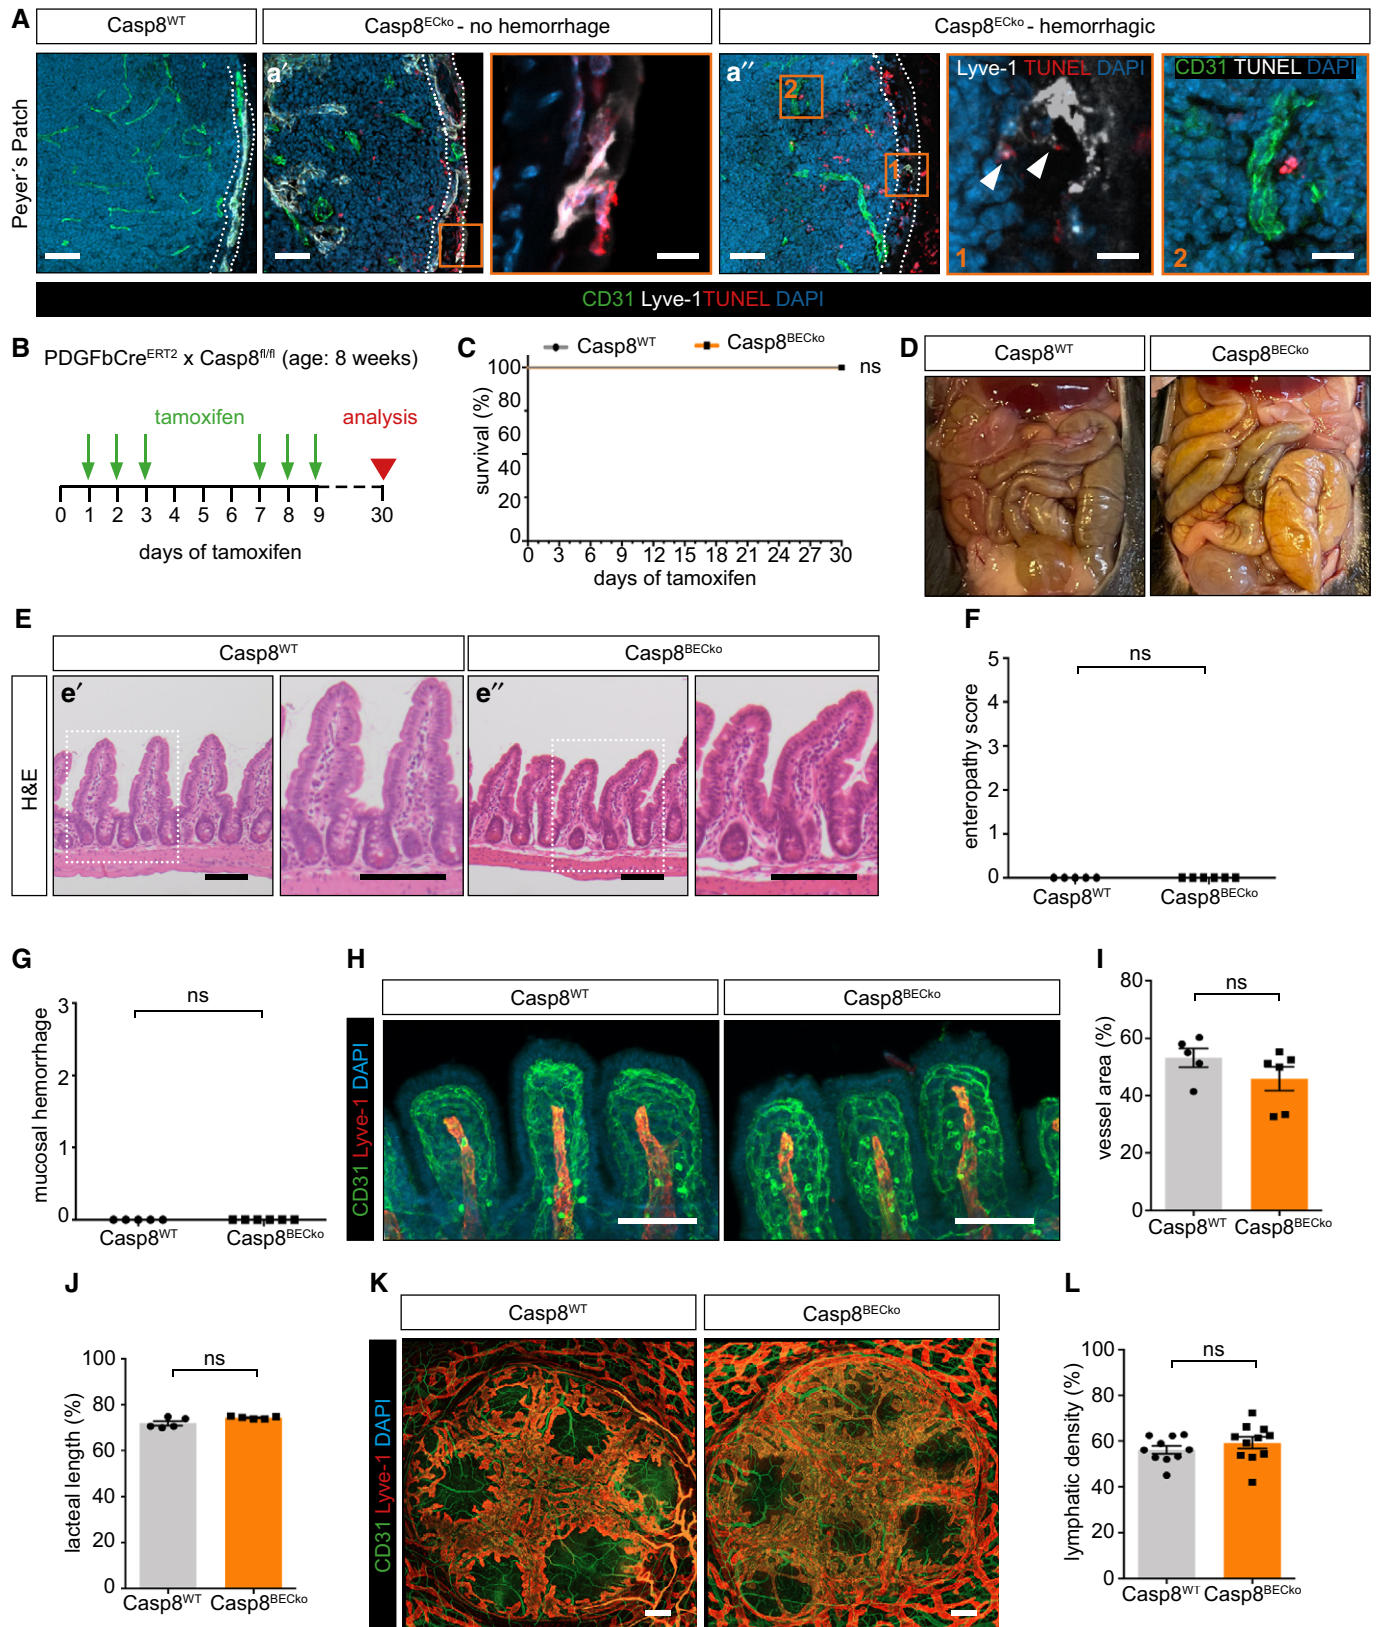 A
Casp8WT
Casp8ECko - no hemorrhage
Casp8ECko - hemorrhagic
Peyer´s Patch
a′
a″
2
1
Lyve-1 TUNEL DAPI
1
CD31 TUNEL DAPI
2
CD31 Lyve-1TUNEL DAPI
B
PDGFbCreERT2 x Casp8fl/fl (age: 8 weeks)
tamoxifen
analysis
0 1 2 3 4 5 6 7 8 9 30
days of tamoxifen
C
Casp8WT
Casp8BECko
100
80
60
40
20
0
survival (%)
ns
0 3 6 9 12 15 18 21 24 27 30
days of tamoxifen
D
Casp8WT
Casp8BECko
E
Casp8WT
Casp8BECko
H&E
e′
e″
F
ns
5
4
3
2
1
0
enteropathy score
Casp8WT
Casp8BECko
G
ns
3
2
1
0
mucosal hemorrhage
Casp8WT
Casp8BECko
H
Casp8WT
Casp8BECko
CD31 Lyve-1 DAPI
I
ns
80
60
40
20
0
vessel area (%)
Casp8WT
Casp8BECko
J
ns
100
80
60
40
20
0
lacteal length (%)
Casp8WT
Casp8BECko
K
Casp8WT
Casp8BECko
CD31 Lyve-1 DAPI
L
ns
100
80
60
40
20
0
lymphatic density (%)
Casp8WT
Casp8BECko